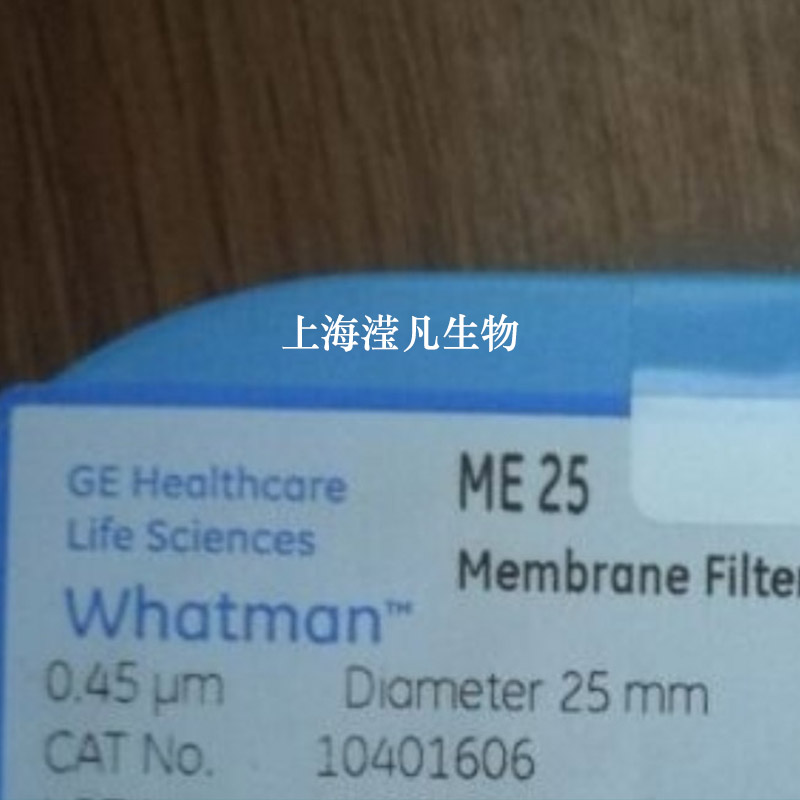 上海滢凡生物
GE Healthcare
Life Sciences
Whatman™
ME 25
Membrane Filter
0.45 µm Diameter 25 mm
CAT No. 10401606